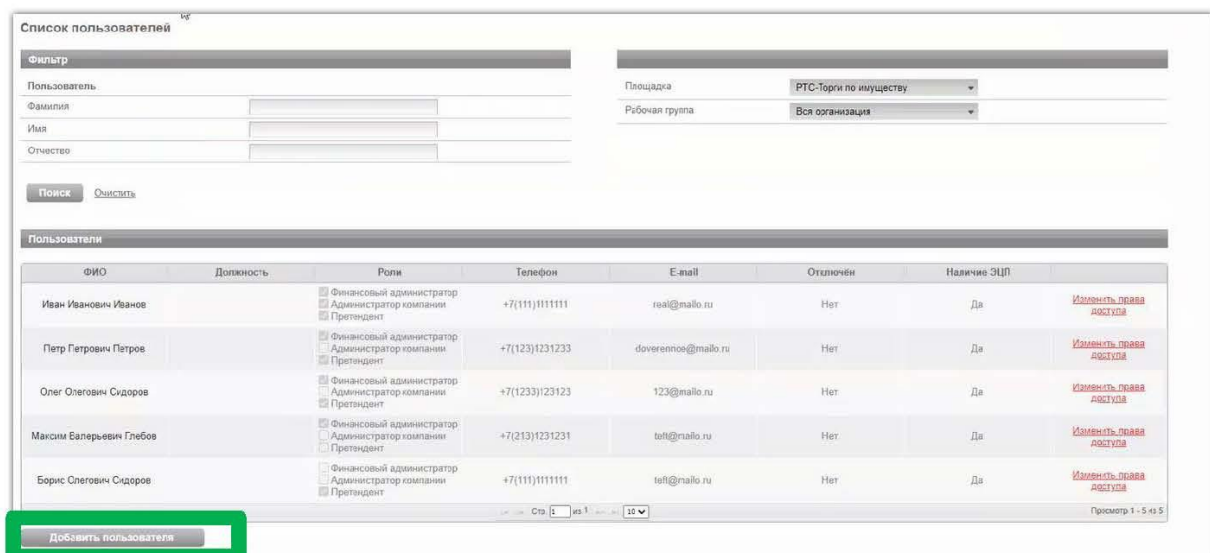 Список пользователей
Фильтр
Пользователь
Фамилия
Имя
Отчество
Площадка РТС-Торги по имуществу
Рабочая группа Вся организация
Поиск Очистить
Пользователи
ФИО Должность Роли Телефон E-mail Отключён Наличие ЭЦП
Финансовый администратор
Иван Иванович Иванов Администратор компании +7(111)1111111 real@mailo.ru Нет Да Изменить права доступа
Претендент
Финансовый администратор
Петр Петрович Петров Администратор компании +7(123)1231233 doverennoe@mailo.ru Нет Да Изменить права доступа
Претендент
Финансовый администратор
Олег Олегович Сидоров Администратор компании +7(1233)123123 123@mailo.ru Нет Да Изменить права доступа
Претендент
Финансовый администратор
Максим Валерьевич Глебов Администратор компании +7(213)1231231 Нет Да Изменить права доступа
Претендент
Финансовый администратор
Борис Олегович Сидоров Администратор компании +7(111)1111111 Нет Да Изменить права доступа
Претендент
Стр. 1 из 1 10 Просмотр 1 - 5 из 5
Добавить пользователя